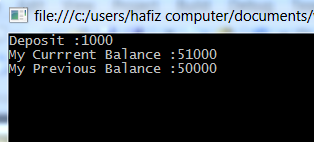 file:///c:/users/hafiz computer/documents/
Deposit :1000
My Currrent Balance :51000
My Previous Balance :50000